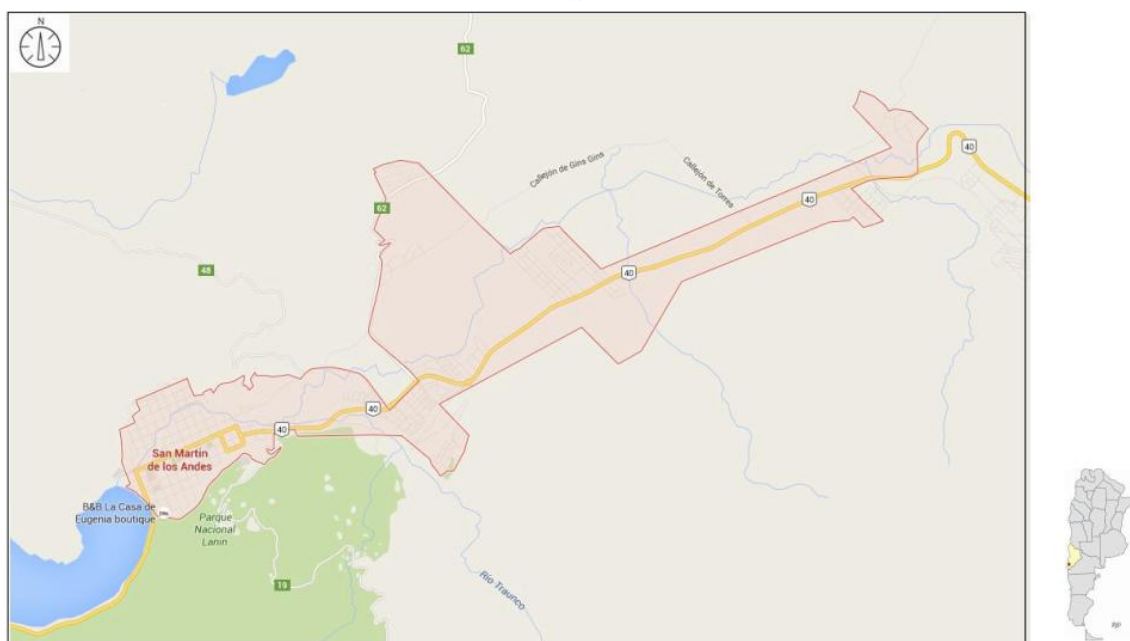 N
62
40
Callejón de Gins Gins
Callejón de Torres
40
62
40
48
40
40
San Martín
de los Andes
B&B La Casa de
Eugenia boutique
Parque
Nacional
Lanín
19
Río Traunco